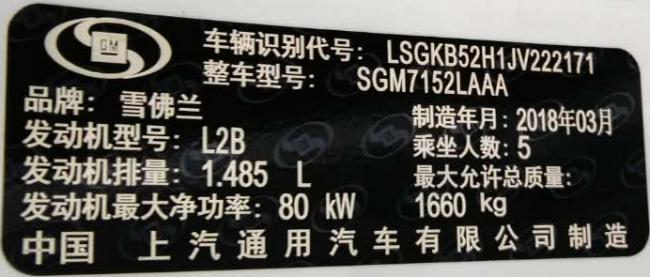 GM
车辆识别代号: LSGKB52H1JV222171
整车型号: SGM7152LAAA
品牌: 雪佛兰
制造年月: 2018年03月
发动机型号: L2B
乘坐人数: 5
发动机排量: 1.485 L
最大允许总质量:
发动机最大净功率: 80 kW
1660 kg
中国 上汽通用汽车有限公司制造